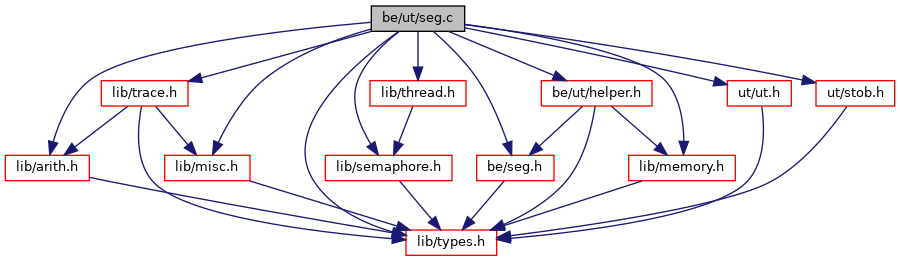 be/ut/seg.c
lib/trace.h
lib/thread.h
be/ut/helper.h
ut/ut.h
ut/stob.h
lib/arith.h
lib/misc.h
lib/semaphore.h
be/seg.h
lib/memory.h
lib/types.h